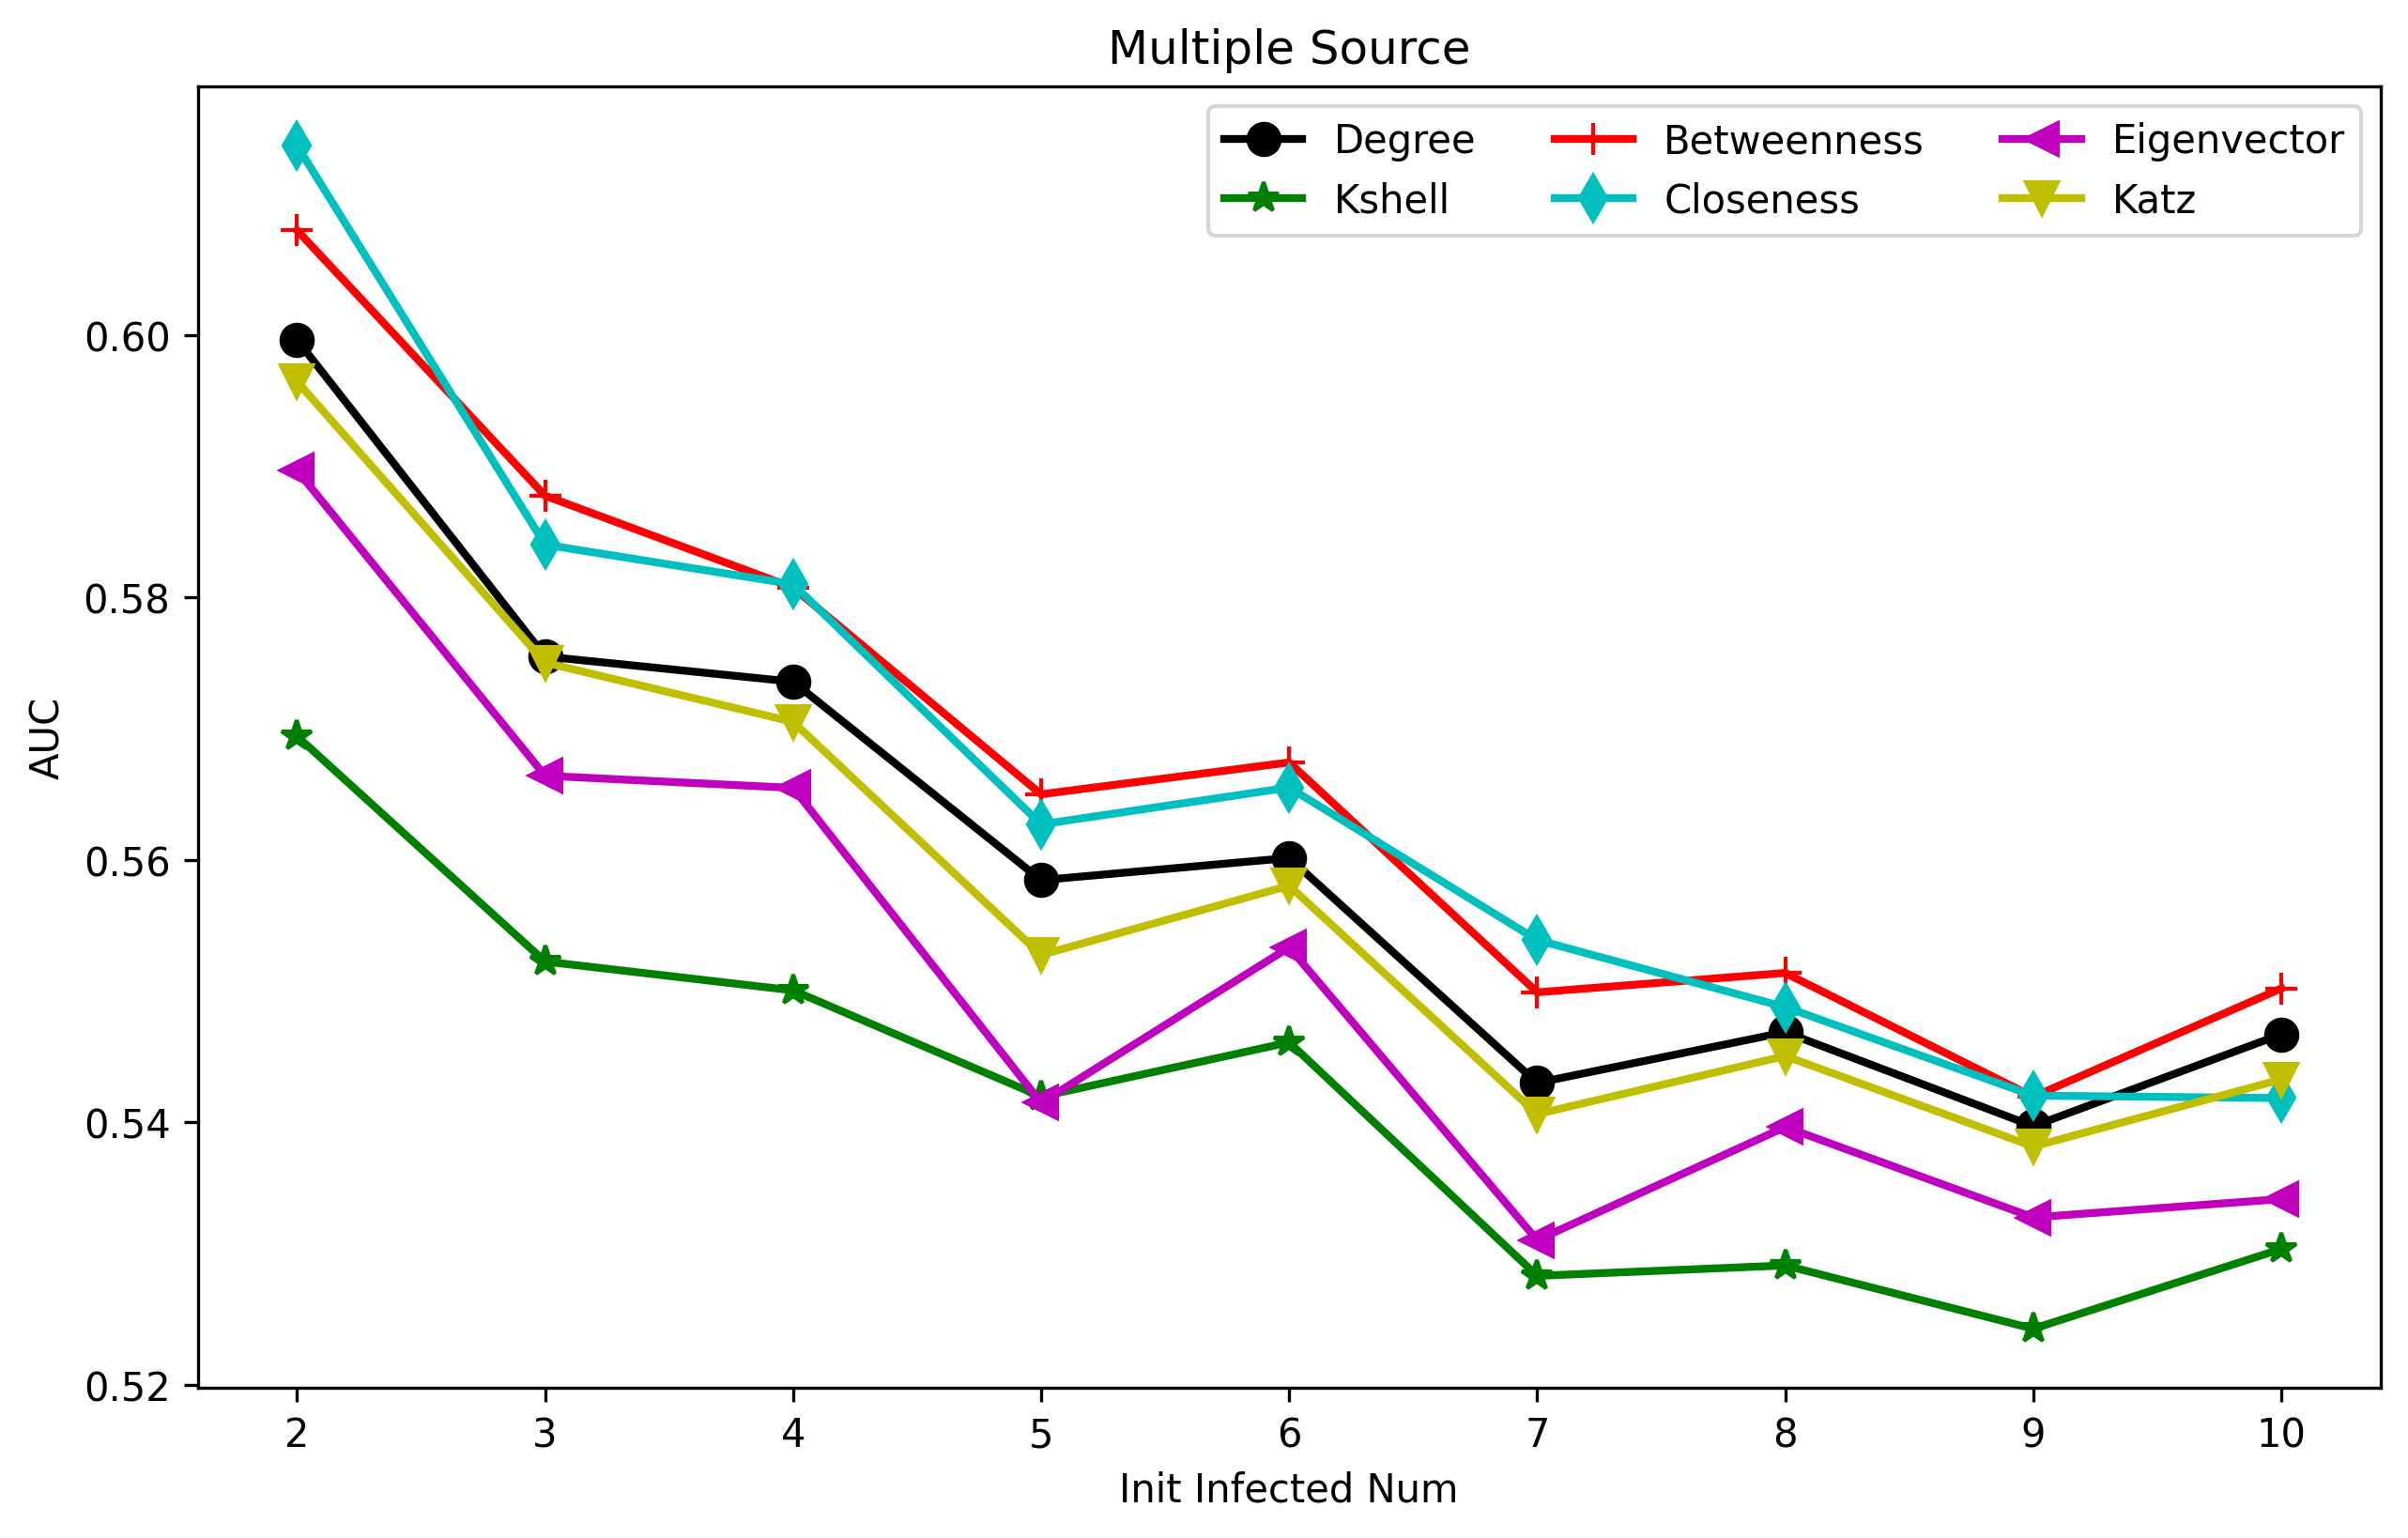 Multiple Source
Degree
Kshell
Betweenness
Closeness
Eigenvector
Katz
AUC
0.60
0.58
0.56
0.54
0.52
2 3 4 5 6 7 8 9 10
Init Infected Num